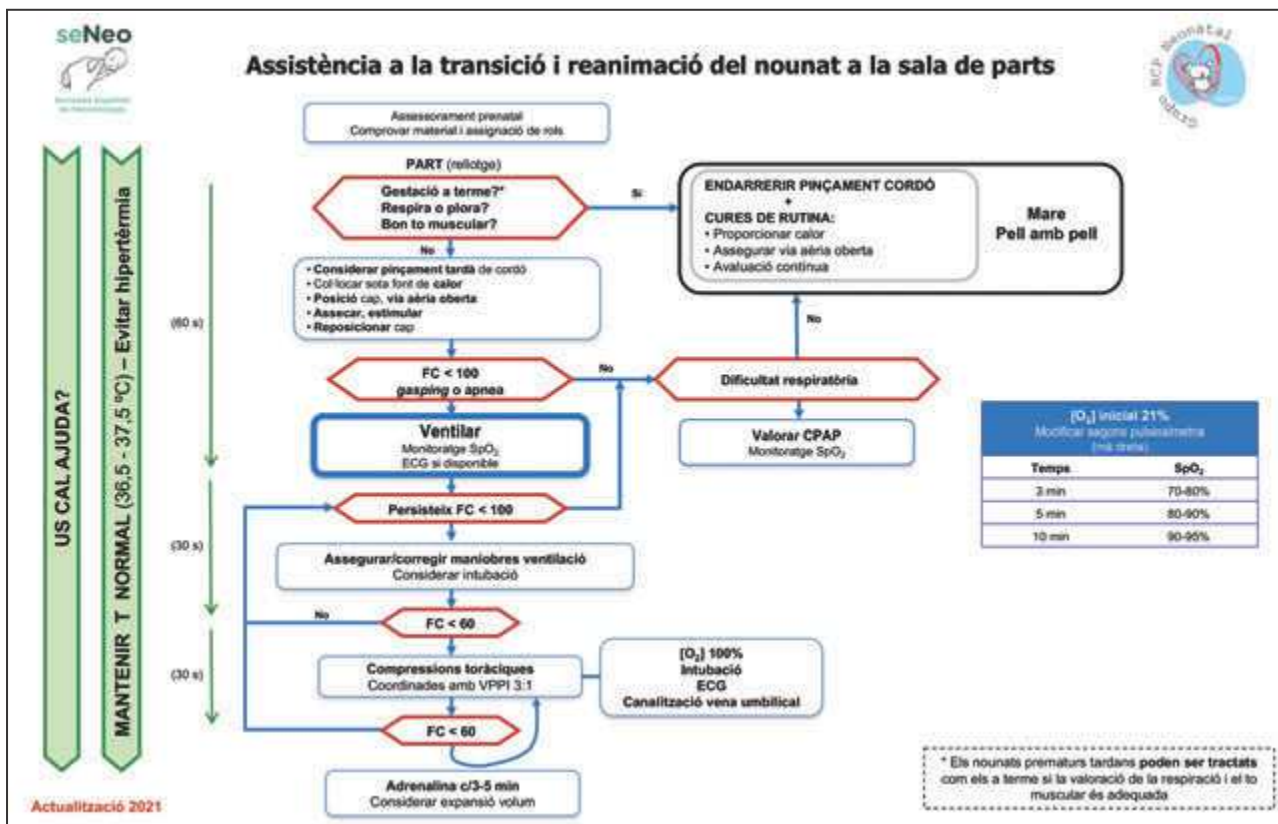 seNeo
Assistència a la transició i reanimació del nounat a la sala de parts
RCP Neonatal
Grupo
Assessorament prenatal
Comprovar material i assignació de rols
PART (rellotge)
Gestació a terme?*
Respira o plora?
Bon to muscular?
Sí
ENDARRERIR PINÇAMENT CORDÓ
+
CURES DE RUTINA:
• Proporcionar calor
• Assegurar via aèria oberta
• Avaluació contínua
Mare
Pell amb pell
No
• Considerar pinçament tardà de cordó
• Col·locar sota font de calor
• Posició cap, via aèria oberta
• Assecar, estimular
• Reposicionar cap
(60 s)
No
FC < 100
gasping o apnea
No
Dificultat respiratòria
Ventilar
Monitoratge SpO₂
ECG si disponible
Valorar CPAP
Monitoratge SpO₂
[O₂] inicial 21%
Modificar segons pulsioximetria
(mà dreta)
Temps SpO₂
3 min 70-80%
5 min 80-90%
10 min 90-95%
Persisteix FC < 100
(30 s)
Assegurar/corregir maniobres ventilació
Considerar intubació
No
FC < 60
(30 s)
Compressions toràciques
Coordinades amb VPPI 3:1
[O₂] 100%
Intubació
ECG
Canalització vena umbilical
FC < 60
Adrenalina c/3-5 min
Considerar expansió volum
US CAL AJUDA?
MANTENIR T NORMAL (36,5 - 37,5 ºC) – Evitar hipertèrmia
Actualització 2021
* Els nounats prematurs tardans poden ser tractats
com els a terme si la valoració de la respiració i el to
muscular és adequada